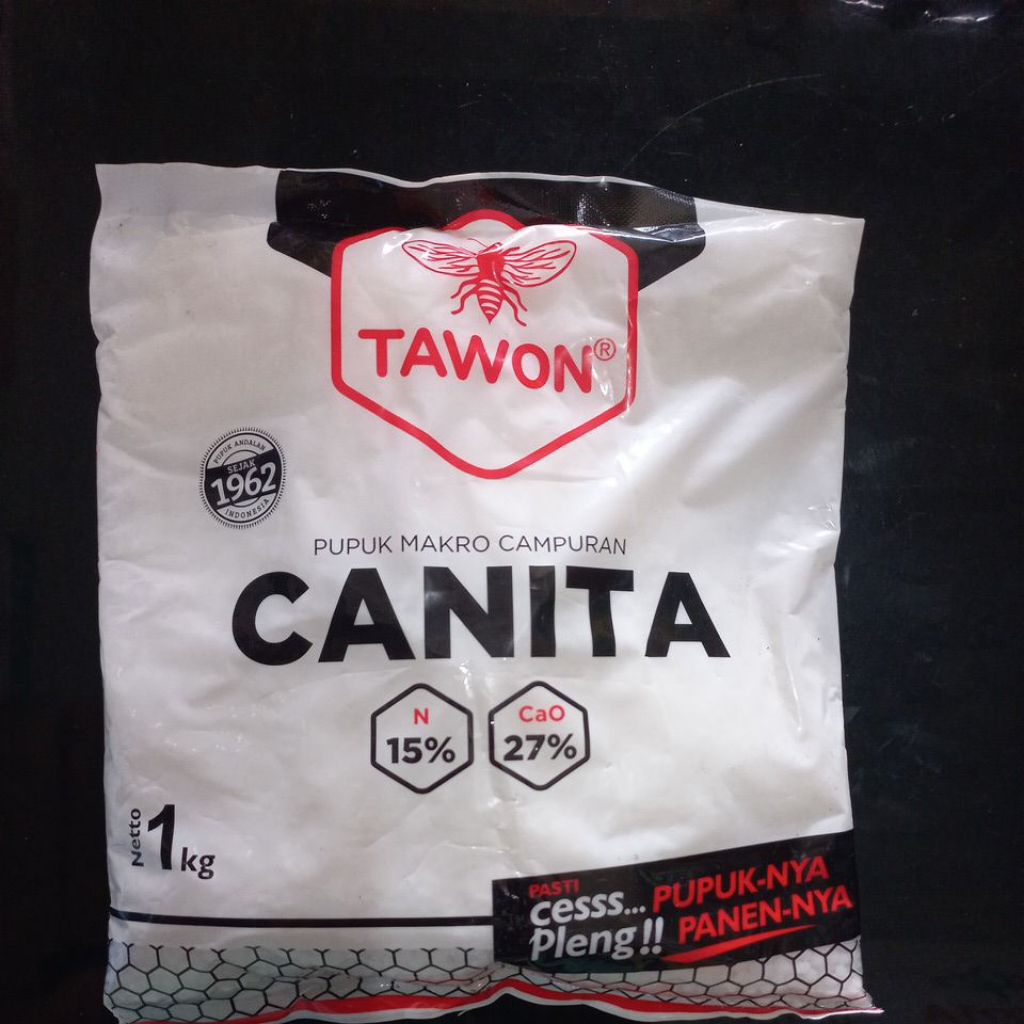 TAWON®
PUPUK ANDALAN
SEJAK
1962
INDONESIA
PUPUK MAKRO CAMPURAN
CANITA
N
15%
CaO
27%
Netto
1kg
PASTI
cesss... PUPUK-NYA
Pleng!! PANEN-NYA